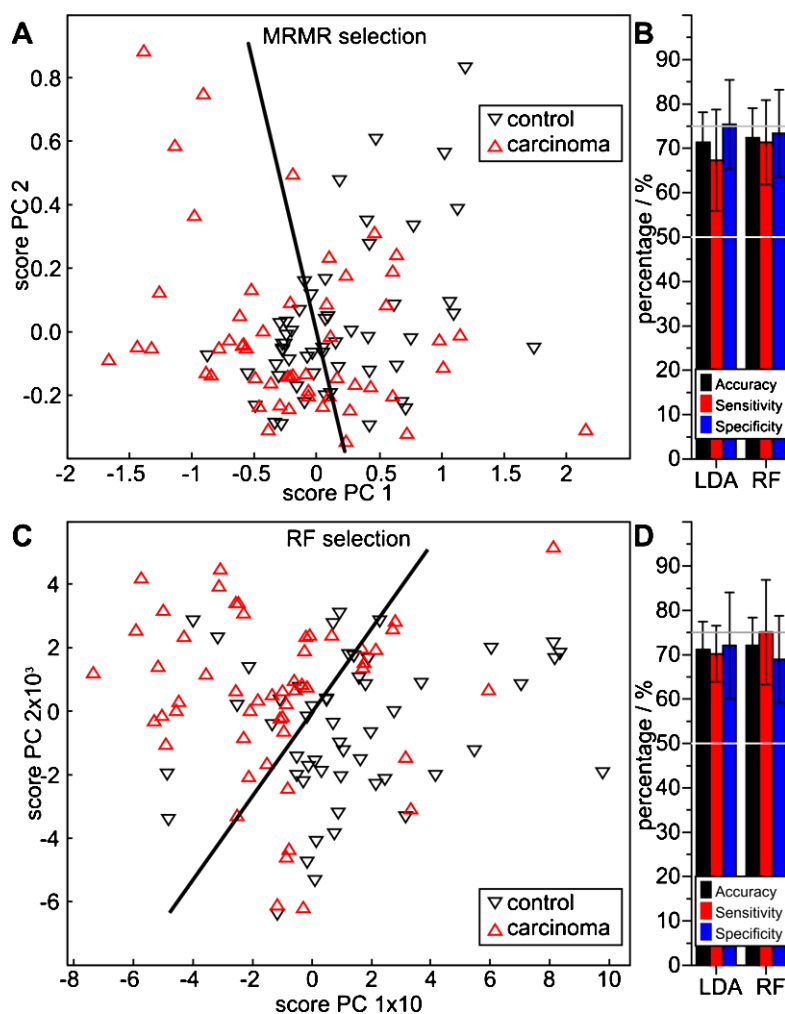 A
MRMR selection
control
carcinoma
score PC 2
0.8
0.6
0.4
0.2
0.0
-0.2
-2
-1.5
-1
-0.5
0
0.5
1
1.5
2
score PC 1
B
percentage / %
90
80
70
60
50
40
30
20
10
0
Accuracy
Sensitivity
Specificity
LDA RF
C
RF selection
score PC 2x10³
4
2
0
-2
-4
-6
control
carcinoma
-8
-6
-4
-2
0
2
4
6
8
10
score PC 1x10
D
percentage / %
90
80
70
60
50
40
30
20
10
0
Accuracy
Sensitivity
Specificity
LDA RF